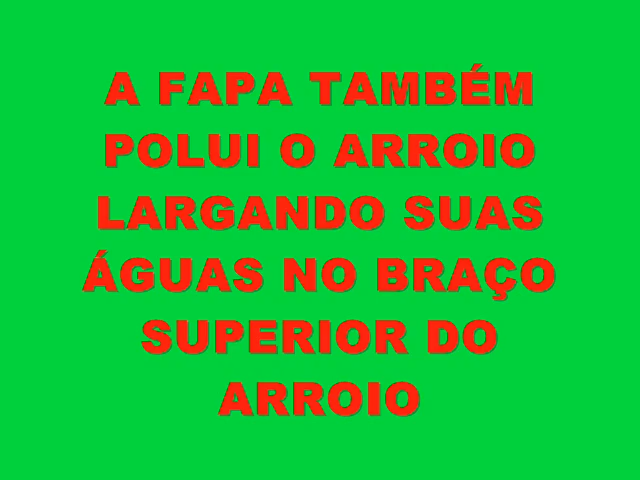 A FAPA TAMBÉM
POLUI O ARROIO
LARGANDO SUAS
ÁGUAS NO BRAÇO
SUPERIOR DO
ARROIO